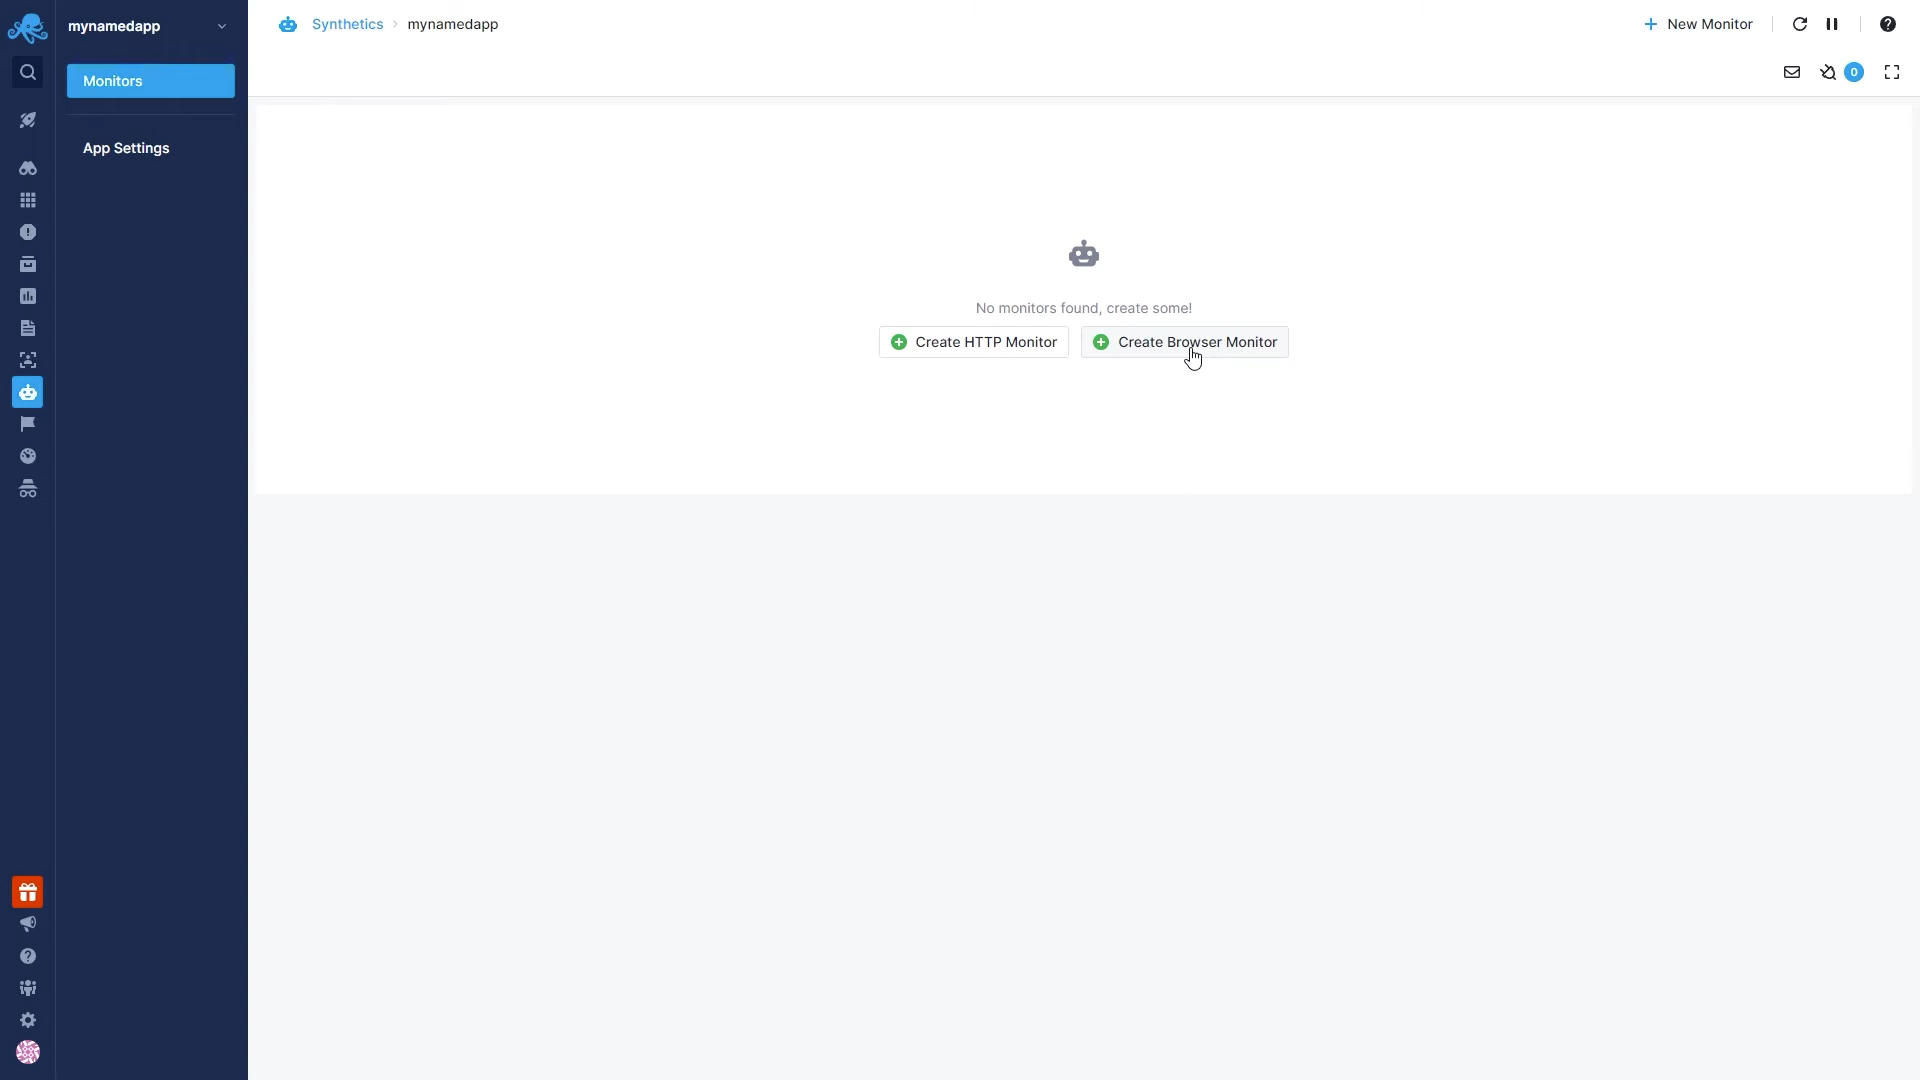 mynamedapp
Monitors
App Settings
Synthetics > mynamedapp
New Monitor
0
No monitors found, create some!
Create HTTP Monitor
Create Browser Monitor